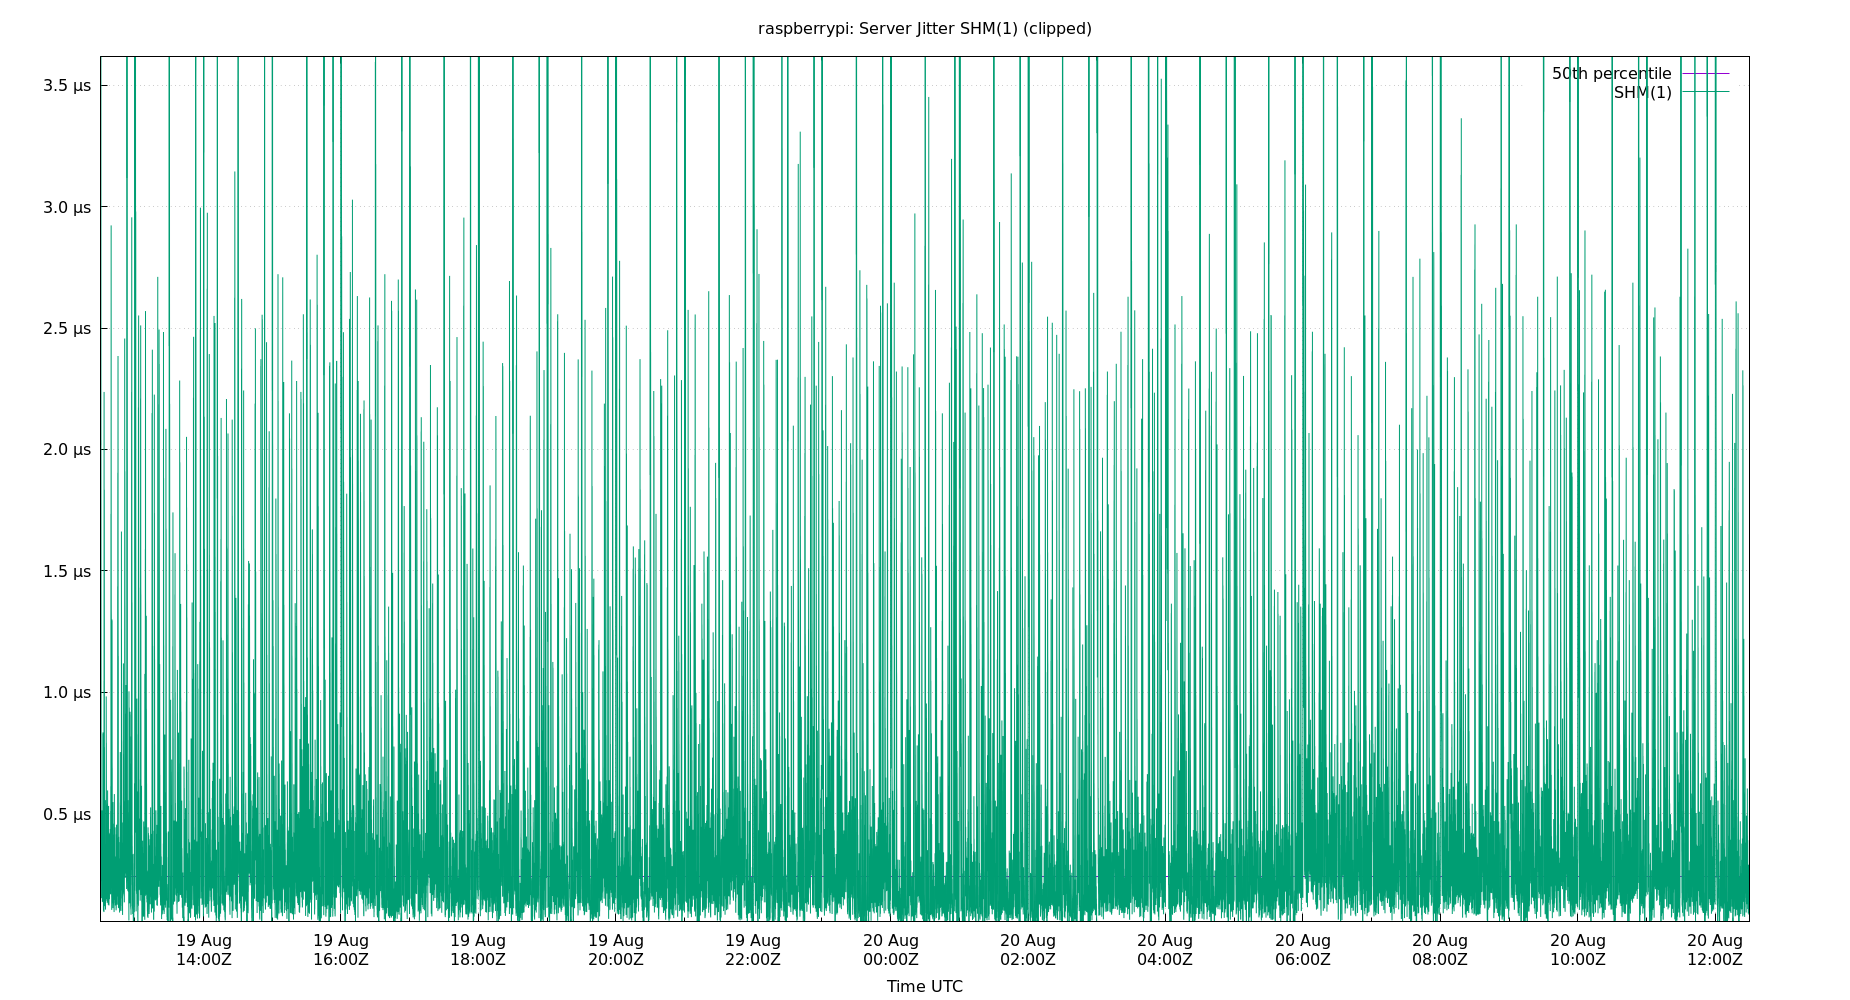 raspberrypi: Server Jitter SHM(1) (clipped)
50th percentile
SHM(1)
3.5 µs
3.0 µs
2.5 µs
2.0 µs
1.5 µs
1.0 µs
0.5 µs
19 Aug 19 Aug 19 Aug 19 Aug 19 Aug 20 Aug 20 Aug 20 Aug 20 Aug 20 Aug 20 Aug 20 Aug
14:00Z 16:00Z 18:00Z 20:00Z 22:00Z 00:00Z 02:00Z 04:00Z 06:00Z 08:00Z 10:00Z 12:00Z
Time UTC